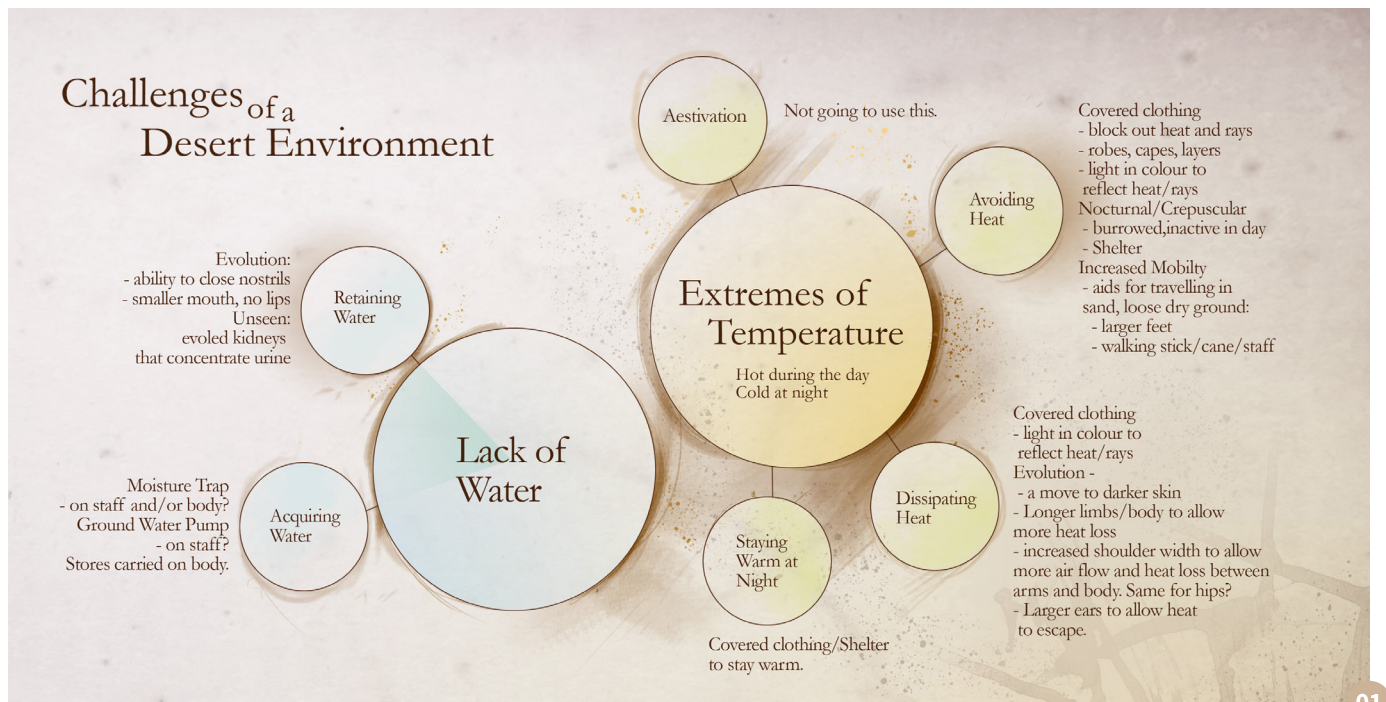 Challenges of a
Desert Environment
Aestivation
Not going to use this.
Avoiding
Heat
Covered clothing
- block out heat and rays
- robes, capes, layers
- light in colour to
reflect heat/rays
Nocturnal/Crepuscular
- burrowed,inactive in day
- Shelter
Increased Mobilty
- aids for travelling in
sand, loose dry ground:
- larger feet
- walking stick/cane/staff
Extremes of
Temperature
Hot during the day
Cold at night
Evolution:
- ability to close nostrils
- smaller mouth, no lips
Unseen:
evoled kidneys
that concentrate urine
Retaining
Water
Lack of
Water
Moisture Trap
- on staff and/or body?
Ground Water Pump
- on staff?
Stores carried on body.
Acquiring
Water
Staying
Warm at
Night
Covered clothing/Shelter
to stay warm.
Dissipating
Heat
Covered clothing
- light in colour to
reflect heat/rays
Evolution -
- a move to darker skin
- Longer limbs/body to allow
more heat loss
- increased shoulder width to allow
more air flow and heat loss between
arms and body. Same for hips?
- Larger ears to allow heat
to escape.
01